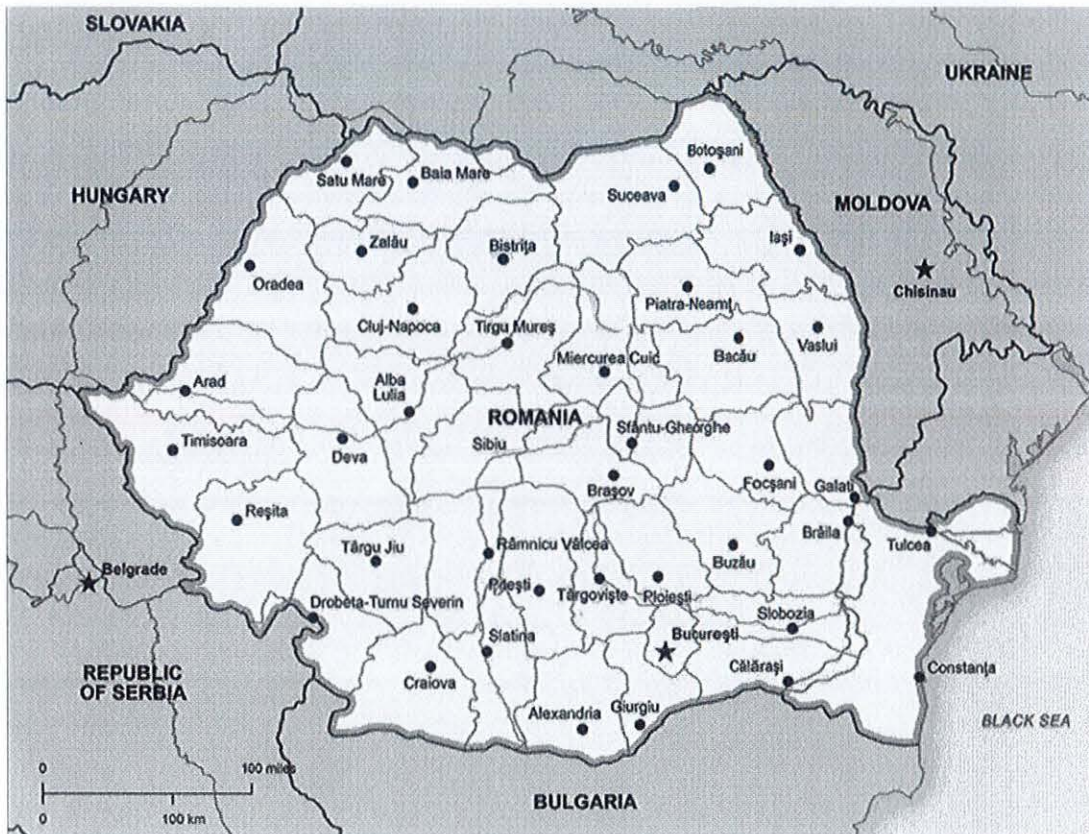 SLOVAKIA
UKRAINE
HUNGARY
MOLDOVA
Botoşani
Satu Mare
Baia Mare
Suceava
Iaşi
Zalău
Bistriţa
Oradea
Chisinau
Piatra-Neamţ
Cluj-Napoca
Tirgu Mureş
Vaslui
Bacău
Miercurea Cuic
Arad
Alba
Lulia
ROMANIA
Sfântu-Gheorghe
Timisoara
Sibiu
Deva
Braşov
Focşani
Galati
Reşita
Brăila
Tulcea
Târgu Jiu
Râmnicu Vâlcea
Buzău
Belgrade
Piteşti
Târgovişte
Ploieşti
Drobeta-Turnu Severin
Slobozia
Slatina
Bucureşti
REPUBLIC
OF SERBIA
Craiova
Călăraşi
Constanţa
Alexandria
Giurgiu
BLACK SEA
0 100 miles
0 100 km
BULGARIA